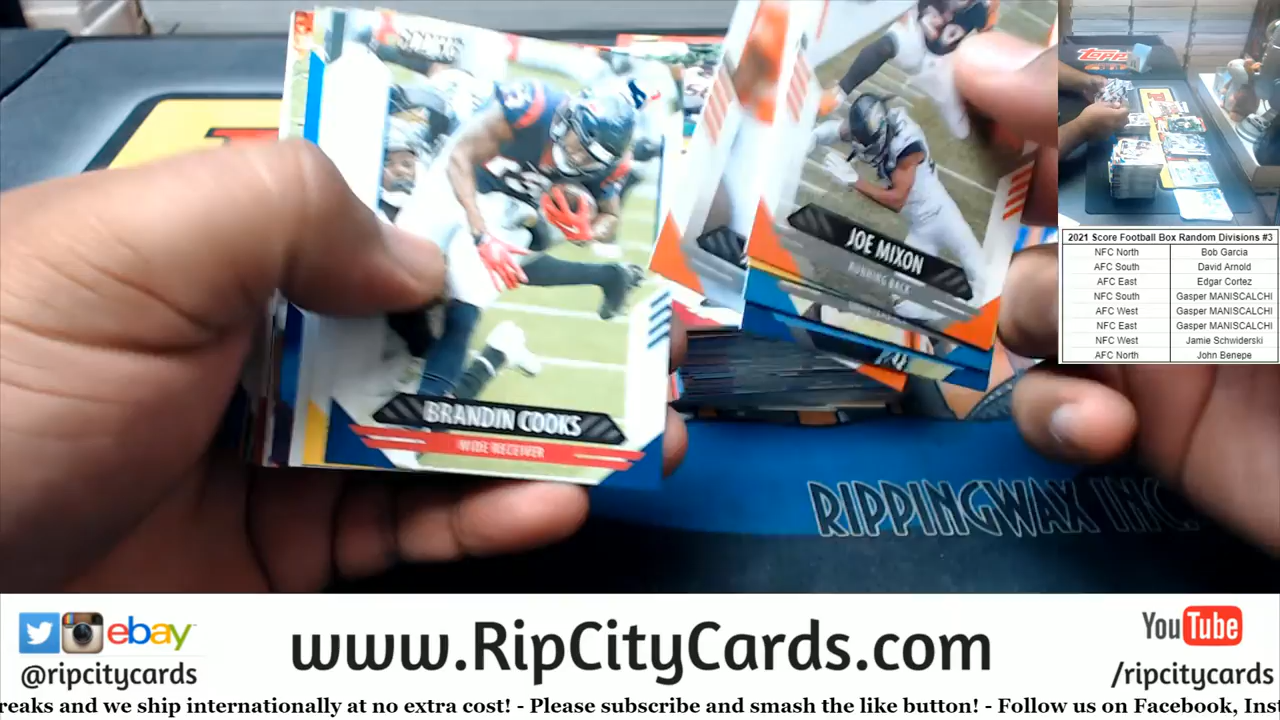 TOPPS
BRANDIN COOKS
WIDE RECEIVER
JOE MIXON
RUNNING BACK
RIPPINGWAX INC.
2021 Score Football Box Random Divisions #3
NFC North Bob Garcia
AFC South David Arnold
AFC East Edgar Cortez
NFC South Gasper MANISCALCHI
AFC West Gasper MANISCALCHI
NFC East Gasper MANISCALCHI
NFC West Jamie Schwiderski
AFC North John Benepe
ebay
@ripcitycards
www.RipCityCards.com
YouTube
/ripcitycards
reaks and we ship internationally at no extra cost! - Please subscribe and smash the like button! - Follow us on Facebook, Ins